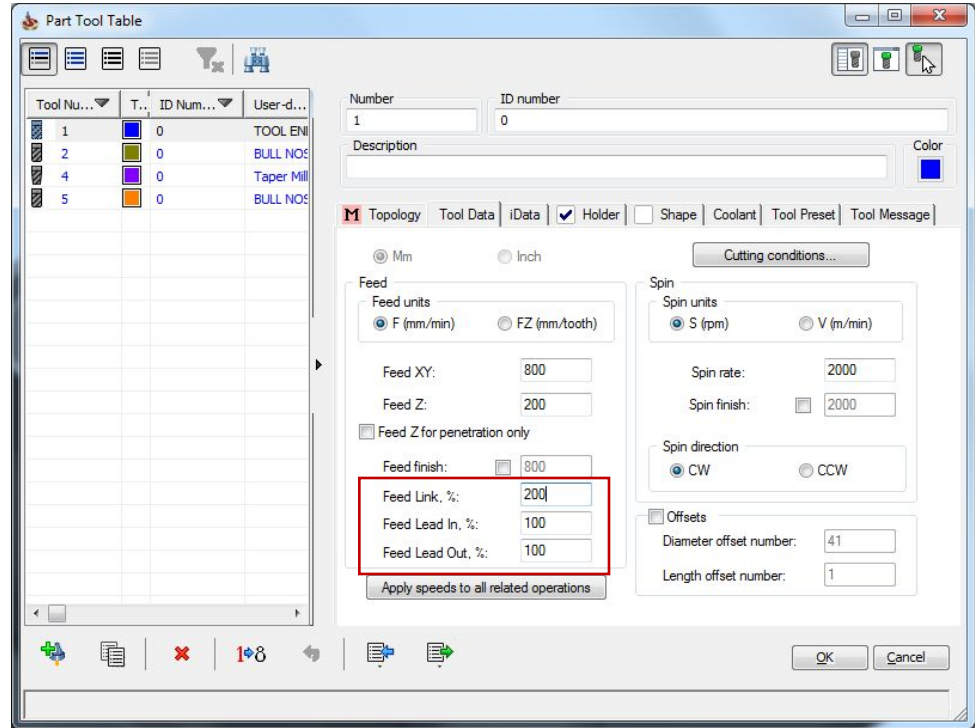 Part Tool Table
Tool Nu... T.. ID Num... User-d...
1 0 TOOL EN
2 0 BULL NOS
4 0 Taper Mill
5 0 BULL NOS
Number ID number
1 0
Description Color
M Topology Tool Data iData Holder Shape Coolant Tool Preset Tool Message
Mm Inch Cutting conditions...
Feed Spin
Feed units Spin units
F (mm/min) FZ (mm/tooth) S (rpm) V (m/min)
Feed XY: 800 Spin rate: 2000
Feed Z: 200 Spin finish: 2000
Feed Z for penetration only
Spin direction
Feed finish: 800 CW CCW
Feed Link, %: 200
Feed Lead In, %: 100 Offsets
Diameter offset number: 41
Feed Lead Out, %: 100
Length offset number: 1
Apply speeds to all related operations
1 8
OK Cancel